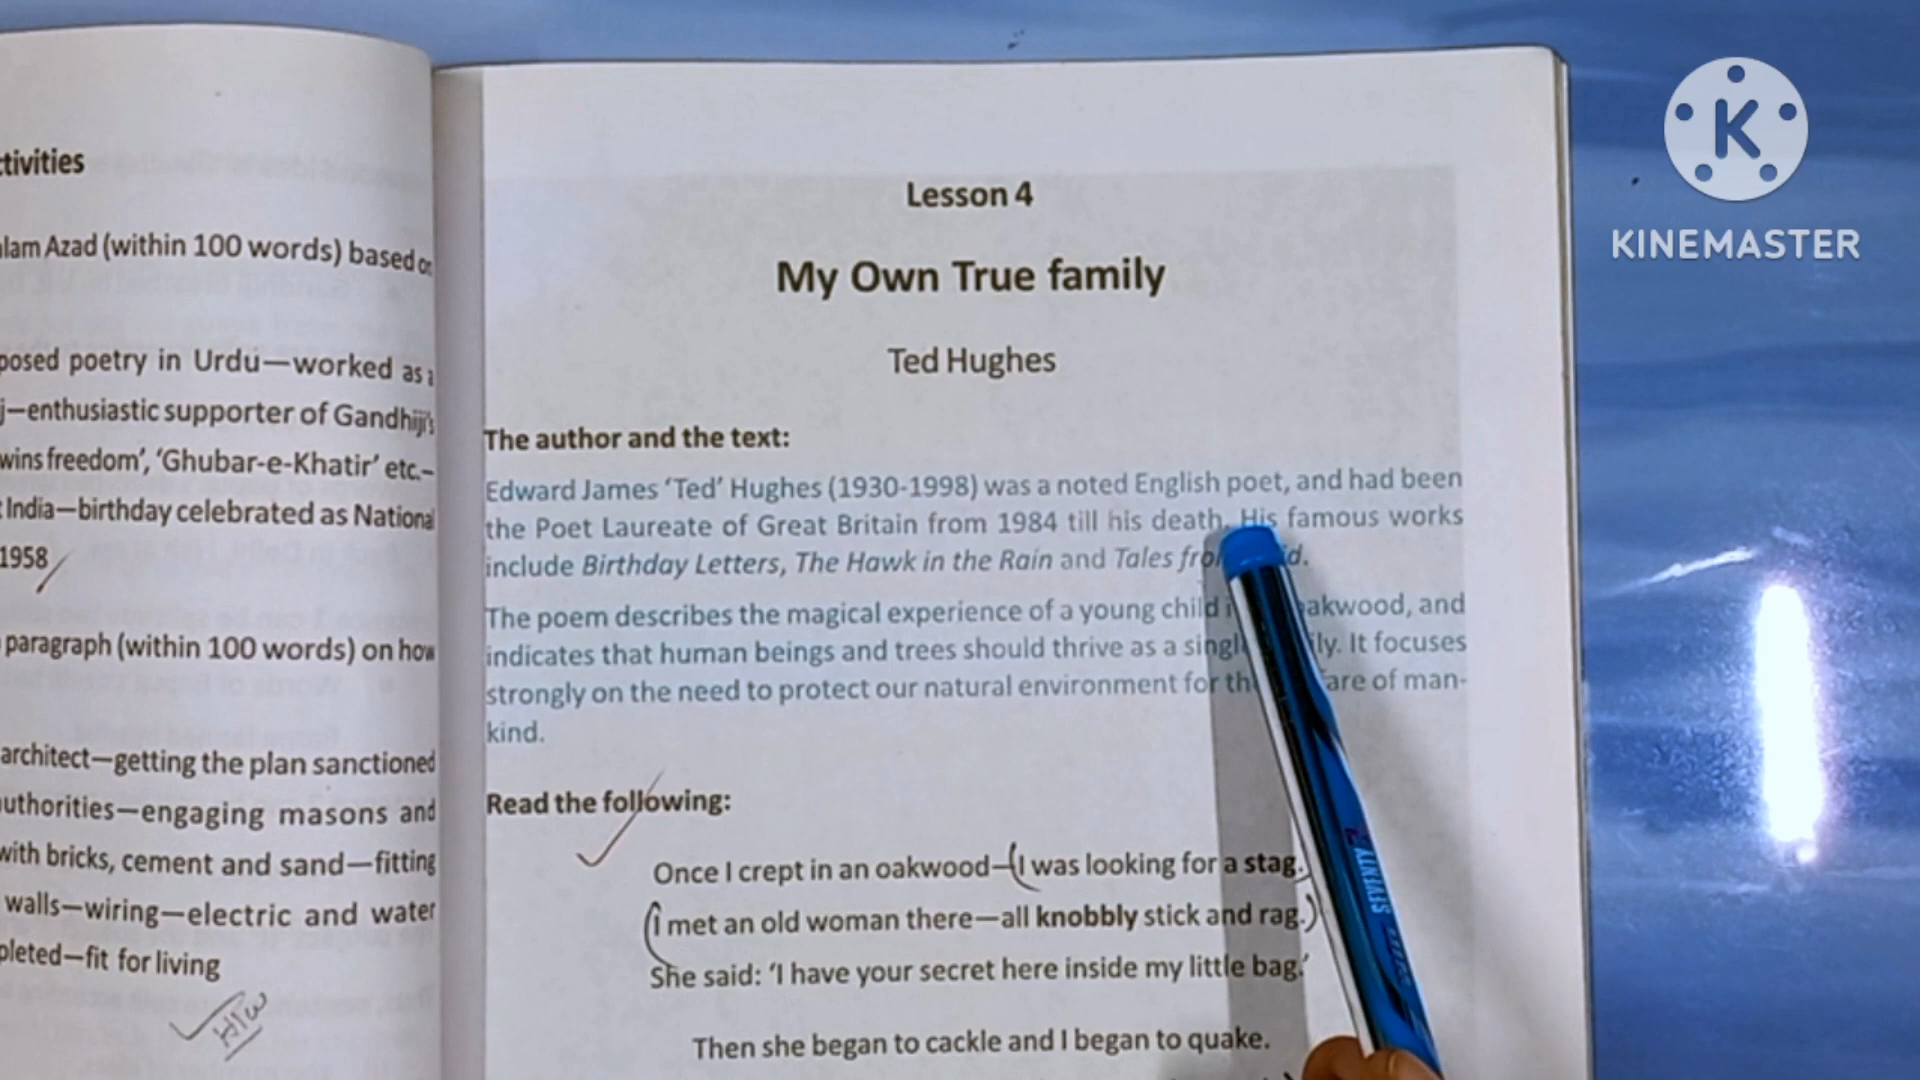 ctivities
lam Azad (within 100 words) based on
posed poetry in Urdu—worked as a
j—enthusiastic supporter of Gandhiji's
wins freedom', 'Ghubar-e-Khatir' etc.–
India—birthday celebrated as National
1958
paragraph (within 100 words) on how
architect—getting the plan sanctioned
uthorities—engaging masons and
with bricks, cement and sand—fitting
walls—wiring—electric and water
pleted—fit for living
Lesson 4
My Own True family
Ted Hughes
The author and the text:
Edward James 'Ted' Hughes (1930-1998) was a noted English poet, and had been
the Poet Laureate of Great Britain from 1984 till his death. His famous works
include Birthday Letters, The Hawk in the Rain and Tales
The poem describes the magical experience of a young child akwood, and
indicates that human beings and trees should thrive as a ly. It focuses
strongly on the need to protect our natural environment for are of man-
kind.
Read the following:
Once I crept in an oakwood—(I was looking for a stag.)
(I met an old woman there—all knobbly stick and rag.)
She said: 'I have your secret here inside my little bag.'
Then she began to cackle and I began to quake.
K
KINEMASTER
SEVENTY